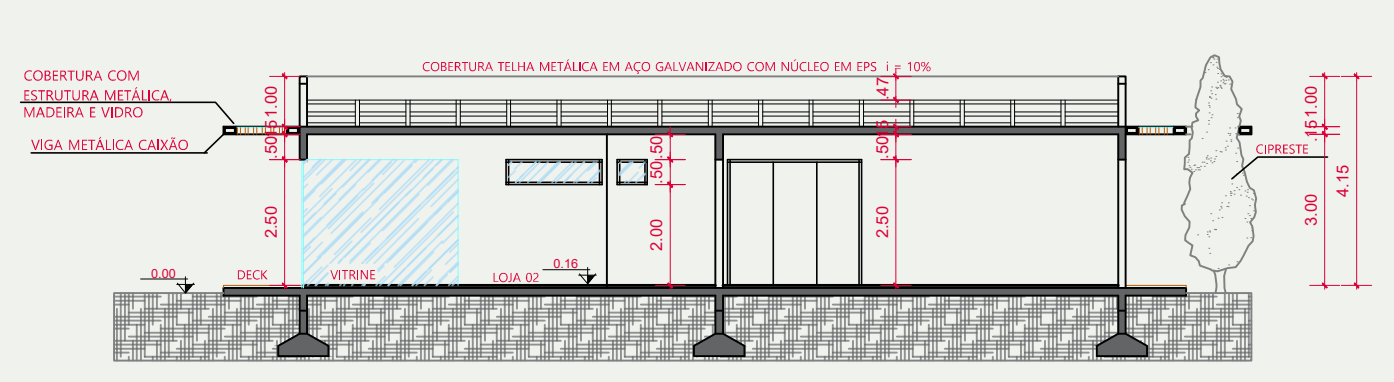 COBERTURA COM
ESTRUTURA METÁLICA,
MADEIRA E VIDRO
VIGA METÁLICA CAIXÃO
COBERTURA TELHA METÁLICA EM AÇO GALVANIZADO COM NÚCLEO EM EPS i = 10%
1.00
.50
2.50
.50
.50
2.00
.47
.50
2.50
1.00
.15
3.00
4.15
CIPRESTE
0.00
DECK
VITRINE
LOJA 02
0.16